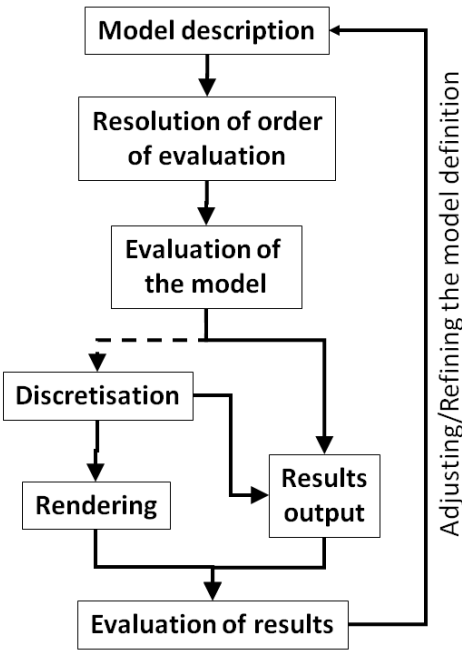 Model description
Resolution of order
of evaluation
Evaluation of
the model
Discretisation
Rendering
Results
output
Evaluation of results
Adjusting/Refining the model definition